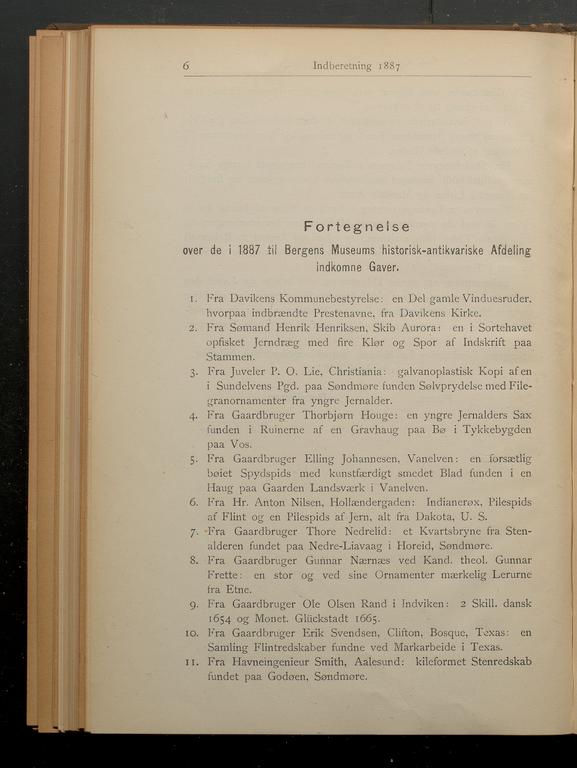 6 Indberetning 1887
Fortegnelse
over de i 1887 til Bergens Museums historisk-antikvariske Afdeling
indkomne Gaver.
1. Fra Davikens Kommunebestyrelse: en Del gamle Vinduesruder,
hvorpaa indbrændte Prestenavne, fra Davikens Kirke.
2. Fra Sømand Henrik Henriksen, Skib Aurora: en i Sortehavet
opfisket Jerndræg med fire Klør og Spor af Indskrift paa
Stammen.
3. Fra Juveler P. O. Lie, Christiania: galvanoplastisk Kopi af en
i Sundelvens Pgd. paa Søndmøre funden Sølvprydelse med File-
granornamenter fra yngre Jernalder.
4. Fra Gaardbruger Thorbjørn Houge: en yngre Jernalders Sax
funden i Ruinerne af en Gravhaug paa Bø i Tykkebygden
paa Vos.
5. Fra Gaardbruger Elling Johannesen, Vanelven: en forsætlig
bøiet Spydspids med kunstfærdigt smedet Blad funden i en
Haug paa Gaarden Landsværk i Vanelven.
6. Fra Hr. Anton Nilsen, Hollændergaden: Indianerøx, Pilespids
af Flint og en Pilespids af Jern, alt fra Dakota, U. S.
7. Fra Gaardbruger Thore Nedrelid: et Kvartsbryne fra Sten-
alderen fundet paa Nedre-Liavaag i Horeid, Søndmøre.
8. Fra Gaardbruger Gunnar Nærnæs ved Kand. theol. Gunnar
Frette: en stor og ved sine Ornamenter mærkelig Lerurne
fra Etne.
9. Fra Gaardbruger Ole Olsen Rand i Indviken: 2 Skill. dansk
1654 og Monet. Glückstadt 1665.
10. Fra Gaardbruger Erik Svendsen, Clifton, Bosque, Texas: en
Samling Flintredskaber fundne ved Markarbeide i Texas.
11. Fra Havneingenieur Smith, Aalesund: kileformet Stenredskab
fundet paa Godøen, Søndmøre.